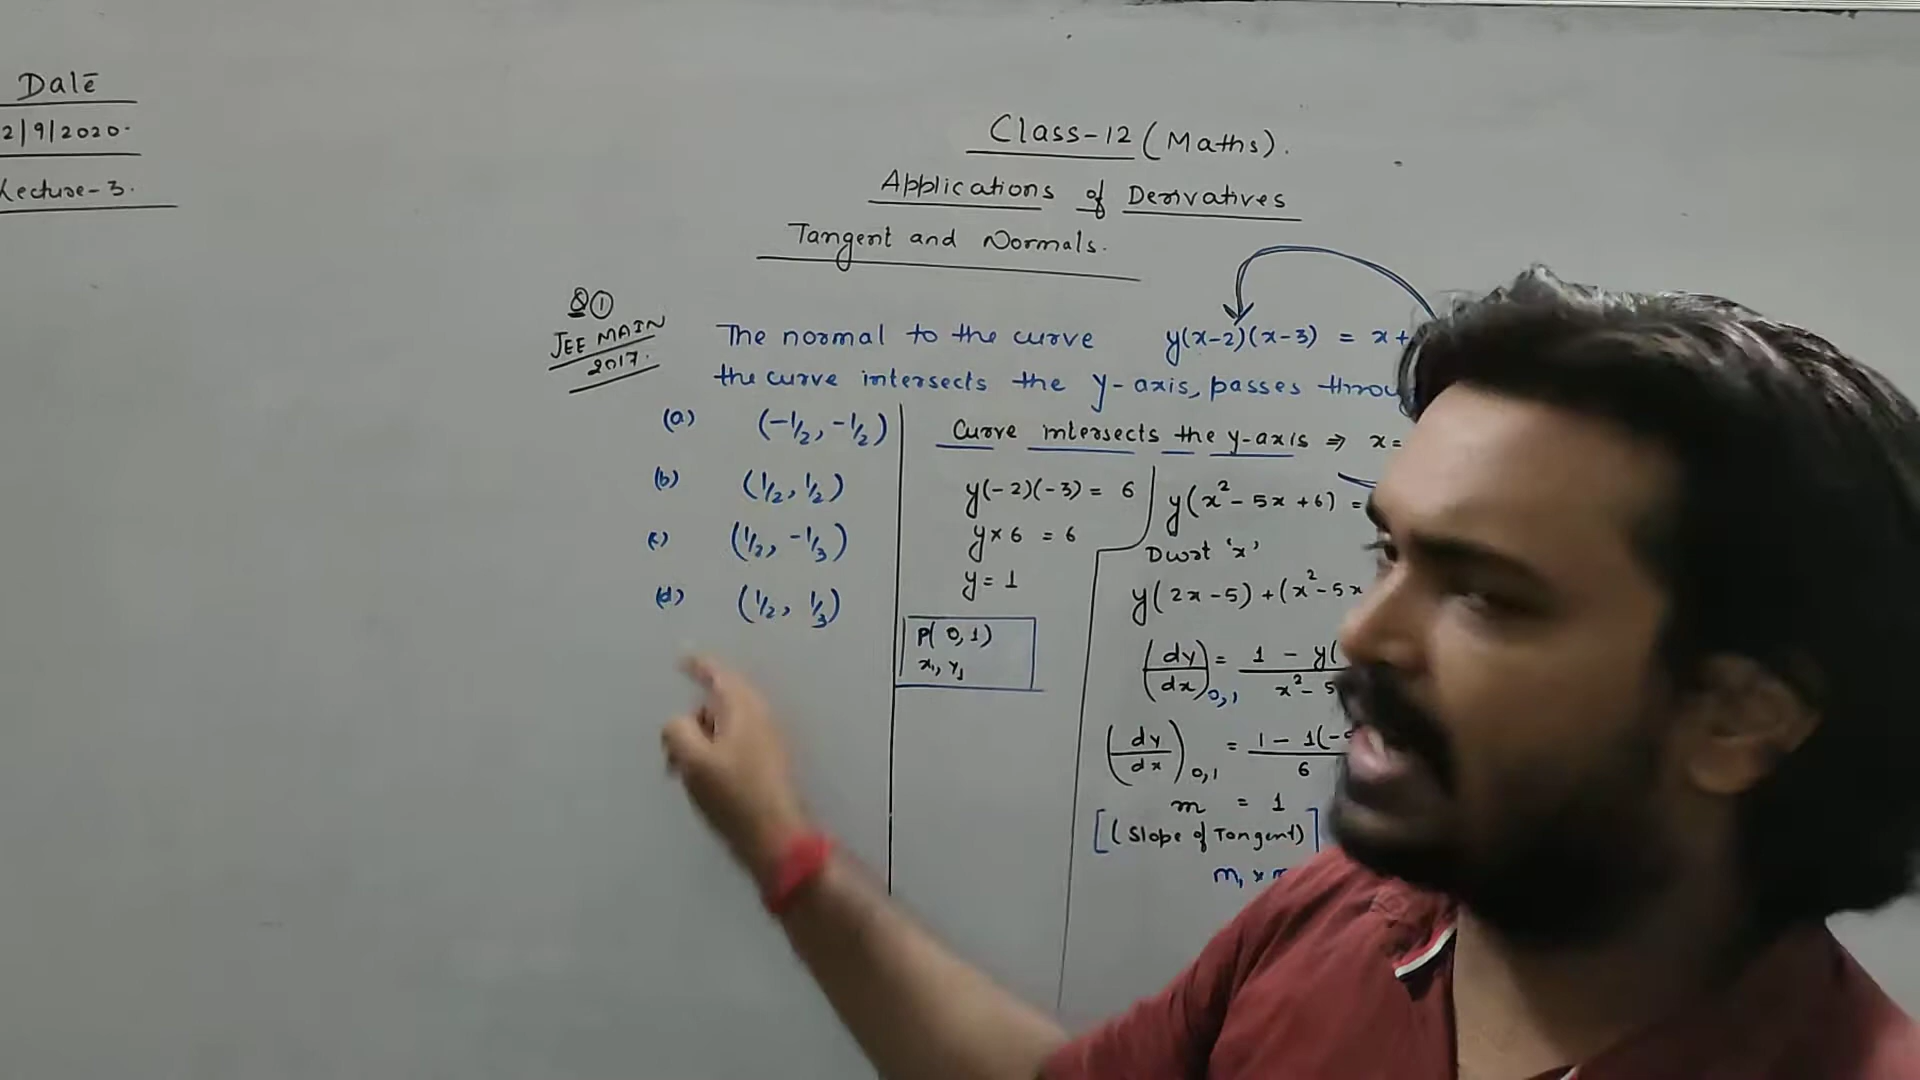 Date
2/9/2020.
Lecture-3.
Class-12 (Maths).
Applications of Derivatives
Tangent and Normals.
Q①
JEE MAIN
2017.
The normal to the curve y(x-2)(x-3) = x+
the curve intersects the y-axis, passes throu
(a) (-1/2, -1/2)
(b) (1/2, 1/2)
(c) (1/2, -1/3)
(d) (1/2, 1/3)
Curve intersects the y-axis ⇒ x=
y(-2)(-3) = 6
y×6 = 6
y = 1
P(0,1)
x₁, y₁
y(x²-5x+6) =
Dwrt 'x'
y(2x-5)+(x²-5x
(dy/dx)₀,₁ = 1 - y( / x²-5
(dy/dx)₀,₁ = 1 - 1(- / 6
m = 1
[(Slope of Tangent)]
m₁ ×